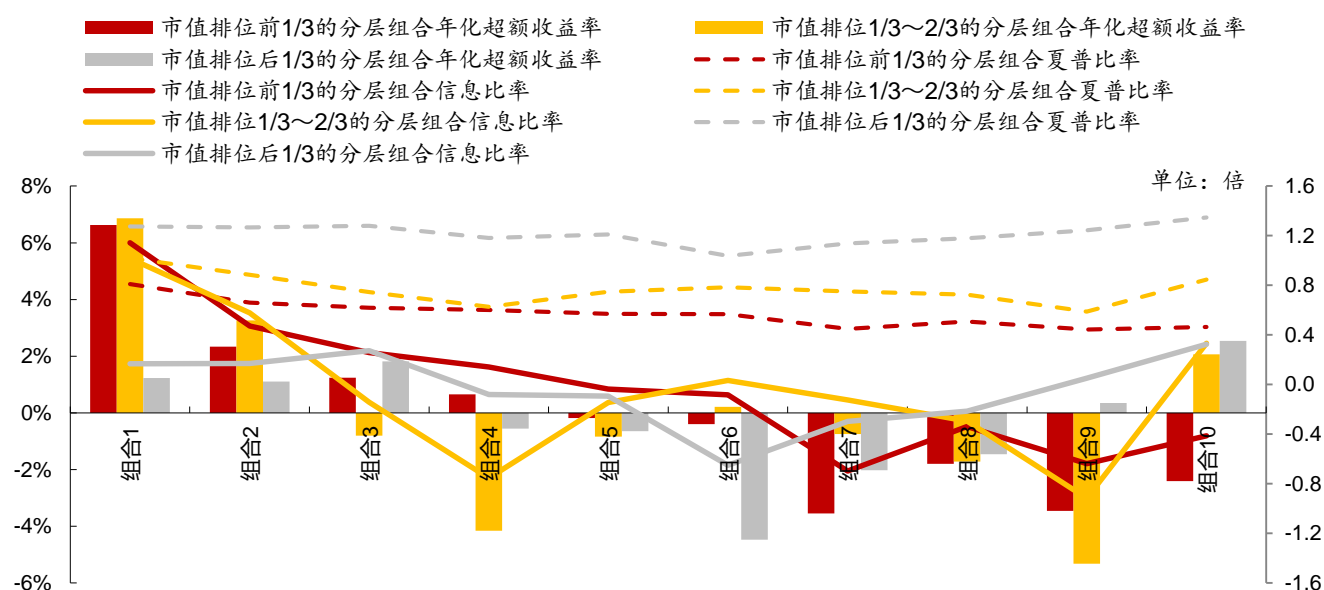 市值排位前1/3的分层组合年化超额收益率
市值排位1/3～2/3的分层组合年化超额收益率
市值排位后1/3的分层组合年化超额收益率
市值排位前1/3的分层组合夏普比率
市值排位前1/3的分层组合信息比率
市值排位1/3～2/3的分层组合夏普比率
市值排位1/3～2/3的分层组合信息比率
市值排位后1/3的分层组合夏普比率
市值排位后1/3的分层组合信息比率
单位：倍
8%
6%
4%
2%
0%
-2%
-4%
-6%
1.6
1.2
0.8
0.4
0.0
-0.4
-0.8
-1.2
-1.6
组合1
组合2
组合3
组合4
组合5
组合6
组合7
组合8
组合9
组合10